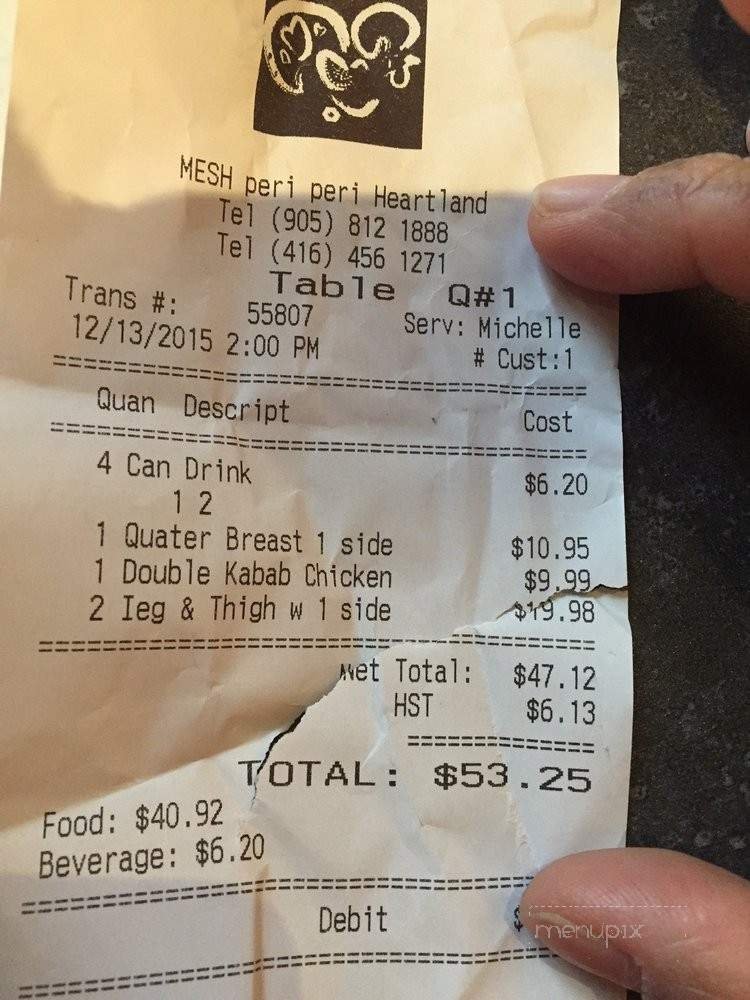 MESH peri peri Heartland
Tel (905) 812 1888
Tel (416) 456 1271
Table Q#1
Trans #: 55807 Serv: Michelle
12/13/2015 2:00 PM # Cust:1
==========================================
Quan Descript Cost
==========================================
4 Can Drink $6.20
1 2
1 Quater Breast 1 side $10.95
1 Double Kabab Chicken $9.99
2 Ieg & Thigh w 1 side $19.98
==========================================
Net Total: $47.12
HST $6.13
==============
TOTAL: $53.25
Food: $40.92
Beverage: $6.20
==========================================
Debit $
==========================================
menupix